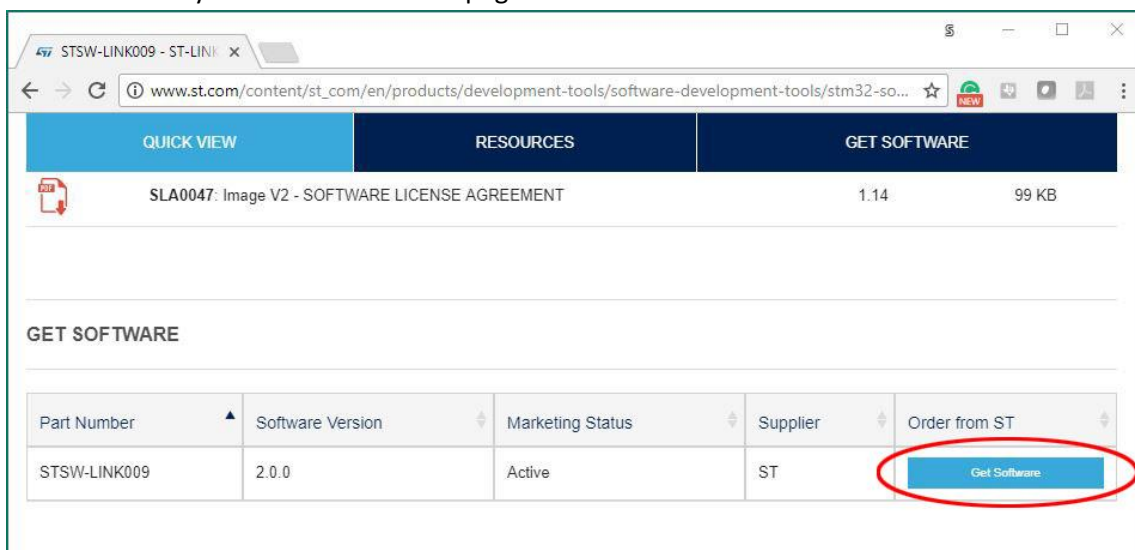 STSW-LINK009 - ST-LINK
www.st.com/content/st_com/en/products/development-tools/software-development-tools/stm32-so...
NEW
QUICK VIEW RESOURCES GET SOFTWARE
PDF SLA0047: Image V2 - SOFTWARE LICENSE AGREEMENT 1.14 99 KB
GET SOFTWARE
Part Number Software Version Marketing Status Supplier Order from ST
STSW-LINK009 2.0.0 Active ST Get Software